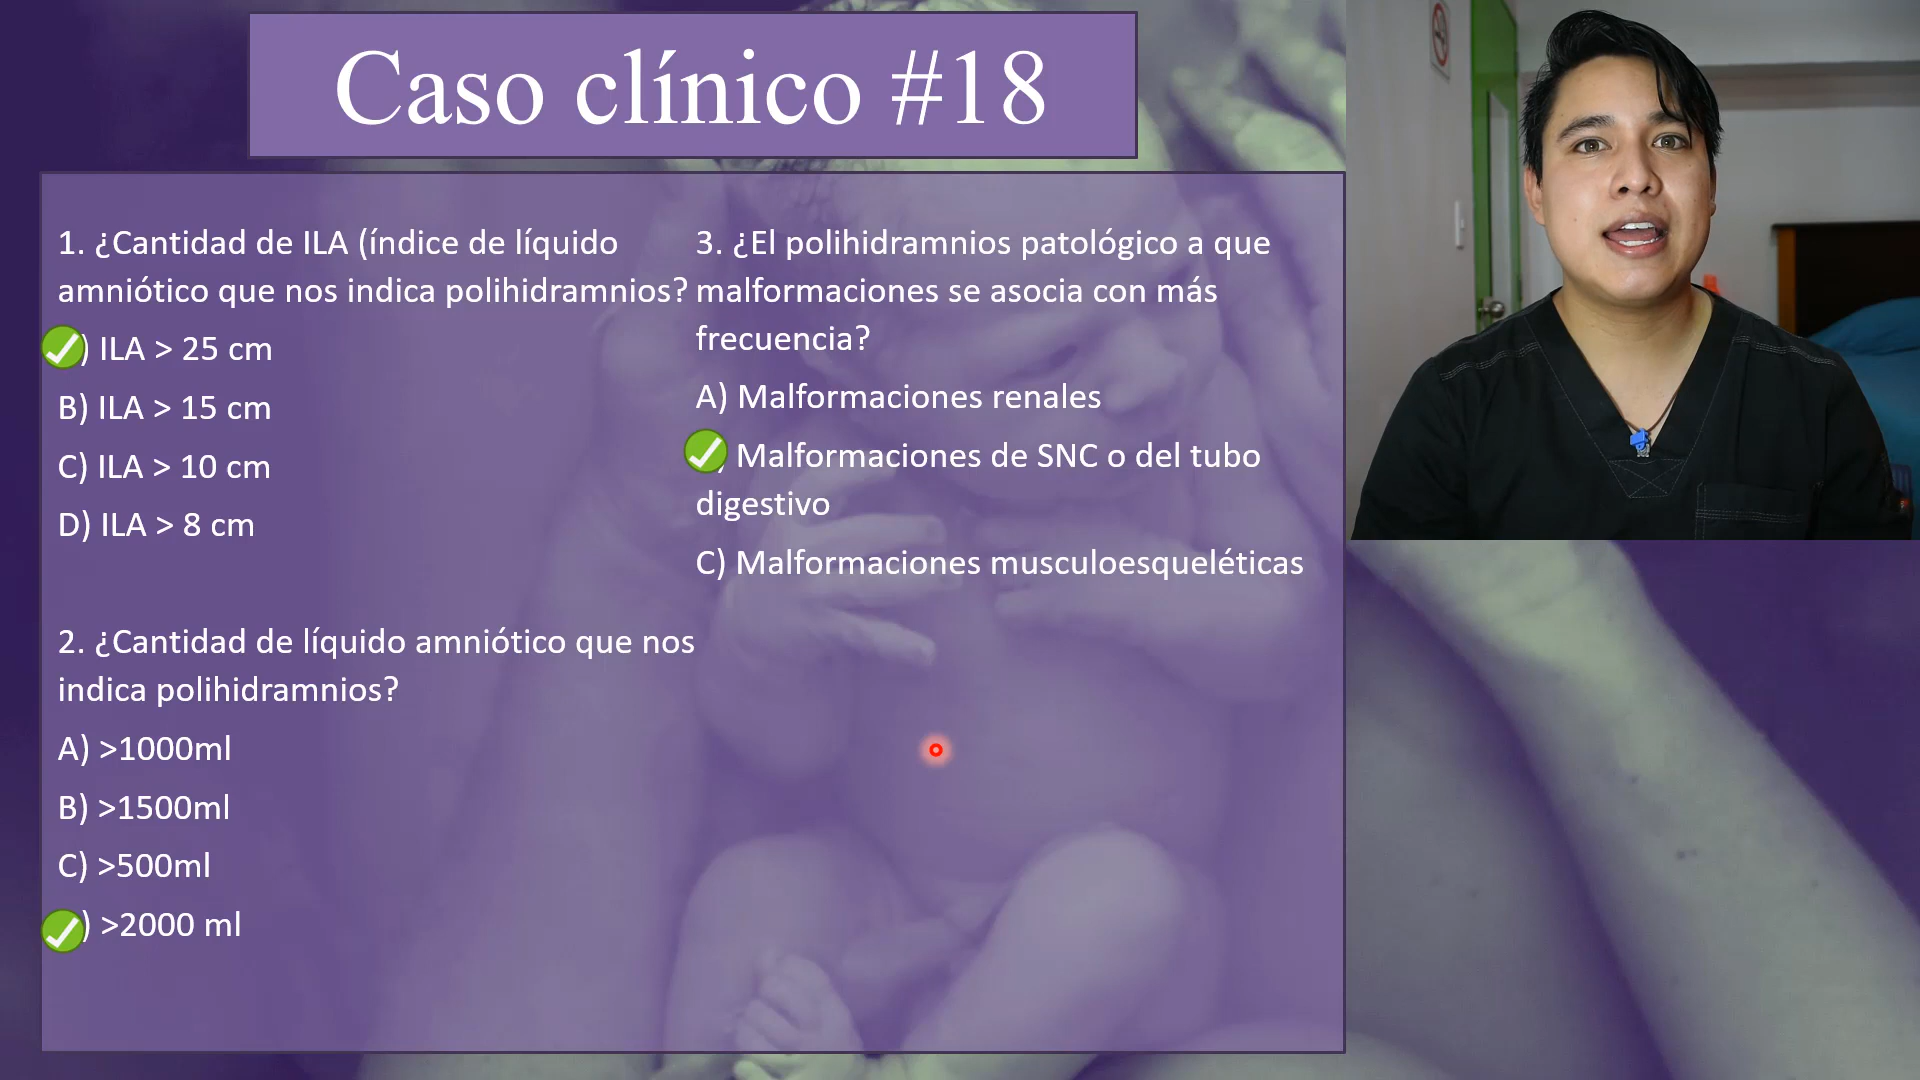 Caso clínico #18
1. ¿Cantidad de ILA (índice de líquido
amniótico que nos indica polihidramnios?
) ILA > 25 cm
B) ILA > 15 cm
C) ILA > 10 cm
D) ILA > 8 cm
2. ¿Cantidad de líquido amniótico que nos
indica polihidramnios?
A) >1000ml
B) >1500ml
C) >500ml
) >2000 ml
3. ¿El polihidramnios patológico a que
malformaciones se asocia con más
frecuencia?
A) Malformaciones renales
) Malformaciones de SNC o del tubo
digestivo
C) Malformaciones musculoesqueléticas